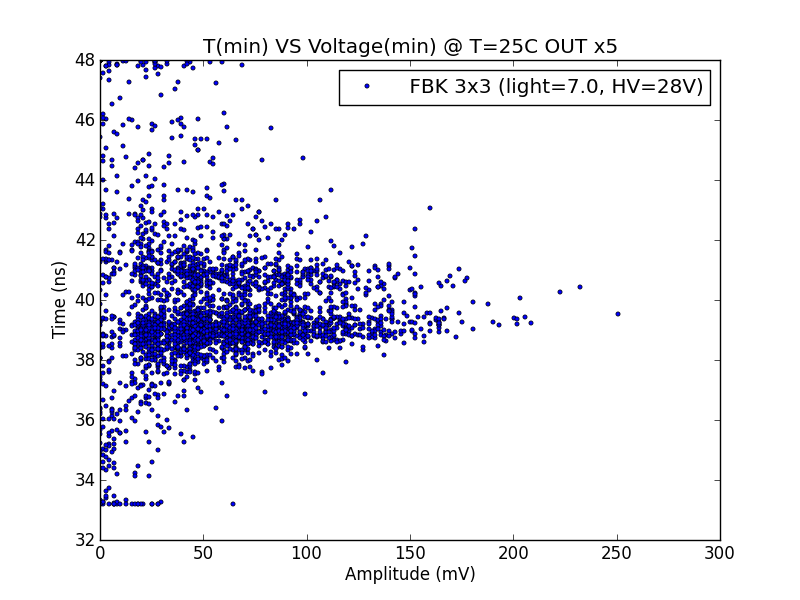 T(min) VS Voltage(min) @ T=25C OUT x5
FBK 3x3 (light=7.0, HV=28V)
48
46
44
42
40
38
36
34
32
Time (ns)
0 50 100 150 200 250 300
Amplitude (mV)